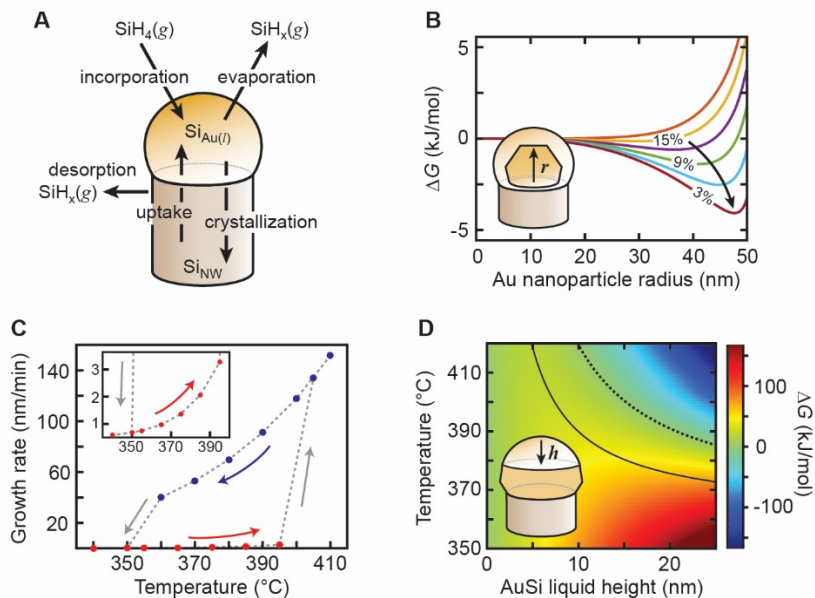 A
SiH4(g)
SiHx(g)
incorporation
evaporation
SiAu(l)
desorption
SiHx(g)
uptake
crystallization
SiNW
B
5
0
-5
ΔG (kJ/mol)
15%
9%
3%
r
0
10
20
30
40
50
Au nanoparticle radius (nm)
C
Growth rate (nm/min)
140
120
100
80
60
40
20
3
2
1
350
370
390
350
370
390
410
Temperature (°C)
D
Temperature (°C)
410
390
370
350
h
0
10
20
AuSi liquid height (nm)
100
0
-100
ΔG
(kJ/mol)